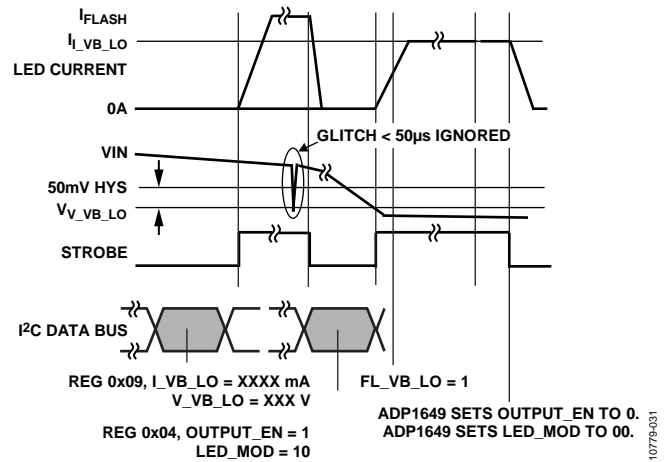 IFLASH
II_VB_LO
LED CURRENT
0A
GLITCH < 50µs IGNORED
VIN
50mV HYS
VV_VB_LO
STROBE
I2C DATA BUS
REG 0x09, I_VB_LO = XXXX mA
V_VB_LO = XXX V
FL_VB_LO = 1
REG 0x04, OUTPUT_EN = 1
LED_MOD = 10
ADP1649 SETS OUTPUT_EN TO 0.
ADP1649 SETS LED_MOD TO 00.
10779-031